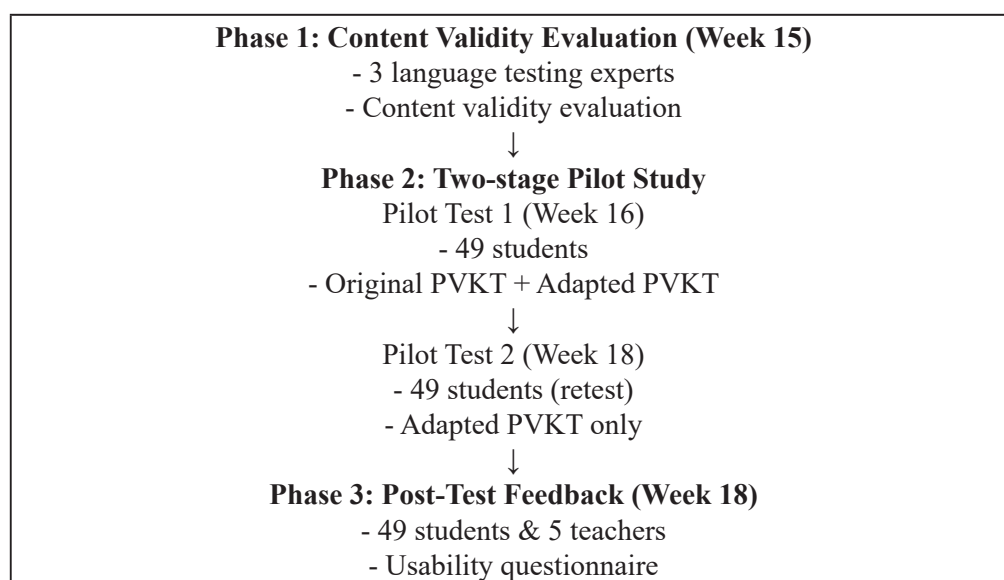 Phase 1: Content Validity Evaluation (Week 15)
- 3 language testing experts
- Content validity evaluation
↓
Phase 2: Two-stage Pilot Study
Pilot Test 1 (Week 16)
- 49 students
- Original PVKT + Adapted PVKT
↓
Pilot Test 2 (Week 18)
- 49 students (retest)
- Adapted PVKT only
↓
Phase 3: Post-Test Feedback (Week 18)
- 49 students & 5 teachers
- Usability questionnaire